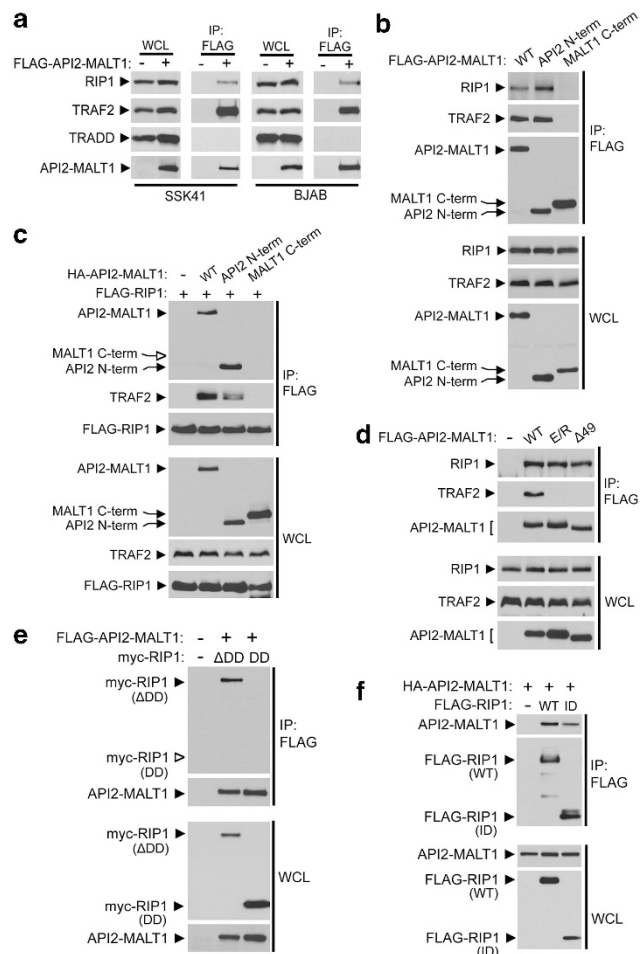 a
WCL IP: FLAG WCL IP: FLAG
FLAG-API2-MALT1: - + - + - + - +
RIP1
TRAF2
TRADD
API2-MALT1
SSK41 BJAB
b
FLAG-API2-MALT1: WT API2 N-term MALT1 C-term
RIP1
TRAF2
API2-MALT1
MALT1 C-term
API2 N-term
IP: FLAG
RIP1
TRAF2
API2-MALT1
MALT1 C-term
API2 N-term
WCL
c
HA-API2-MALT1: - WT API2 N-term MALT1 C-term
FLAG-RIP1: + + + +
API2-MALT1
MALT1 C-term
API2 N-term
TRAF2
FLAG-RIP1
IP: FLAG
API2-MALT1
MALT1 C-term
API2 N-term
TRAF2
FLAG-RIP1
WCL
d
FLAG-API2-MALT1: - WT E/R Δ49
RIP1
TRAF2
API2-MALT1 [
IP: FLAG
RIP1
TRAF2
API2-MALT1 [
WCL
e
FLAG-API2-MALT1: - + +
myc-RIP1: - ΔDD DD
myc-RIP1
(ΔDD)
myc-RIP1
(DD)
API2-MALT1
IP: FLAG
myc-RIP1
(ΔDD)
myc-RIP1
(DD)
API2-MALT1
WCL
f
HA-API2-MALT1: + + +
FLAG-RIP1: - WT ID
API2-MALT1
FLAG-RIP1
(WT)
FLAG-RIP1
(ID)
IP: FLAG
API2-MALT1
FLAG-RIP1
(WT)
FLAG-RIP1
(ID)
WCL